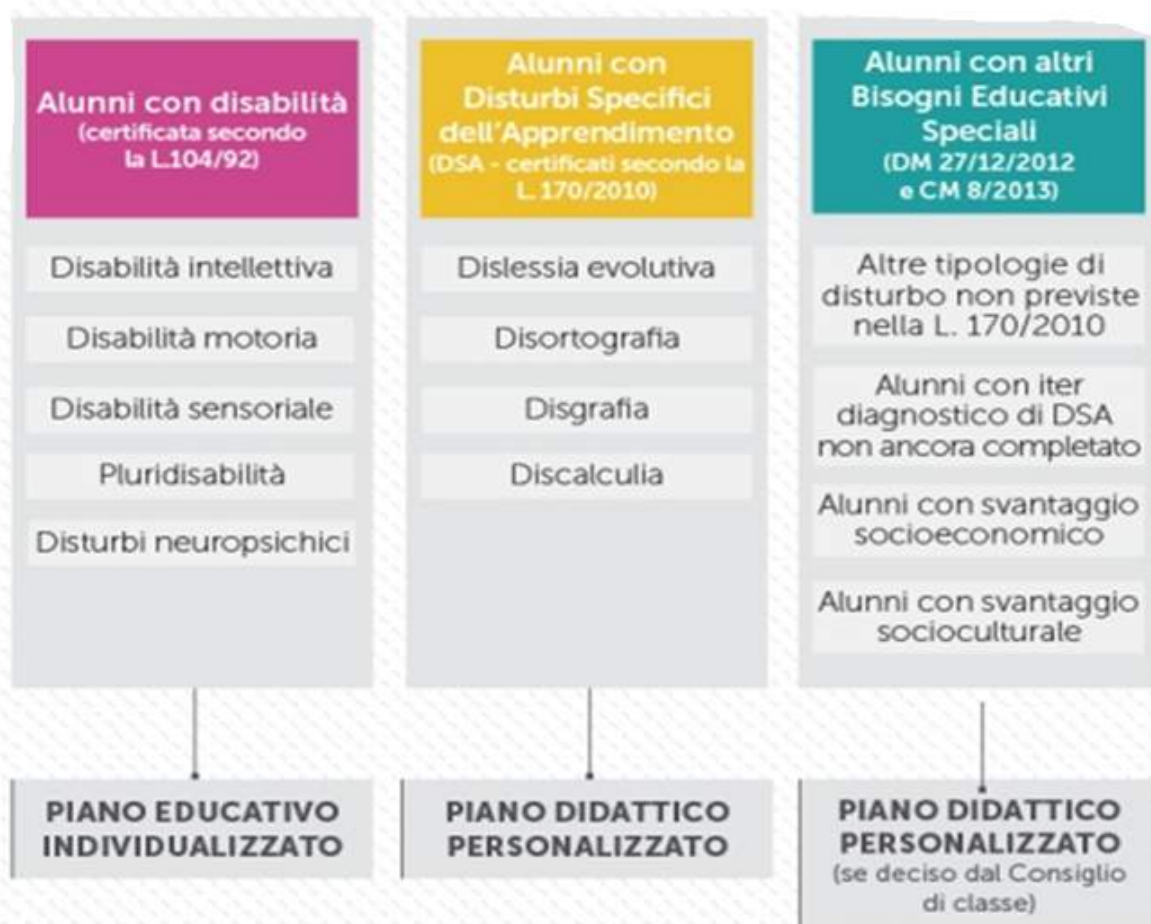 Alunni con disabilità
(certificata secondo
la L.104/92)
Disabilità intellettiva
Disabilità motoria
Disabilità sensoriale
Pluridisabilità
Disturbi neuropsichici
PIANO EDUCATIVO
INDIVIDUALIZZATO
Alunni con
Disturbi Specifici
dell'Apprendimento
(DSA - certificati secondo la
L. 170/2010)
Dislessia evolutiva
Disortografia
Disgrafia
Discalculia
PIANO DIDATTICO
PERSONALIZZATO
Alunni con altri
Bisogni Educativi
Speciali
(DM 27/12/2012
e CM 8/2013)
Altre tipologie di
disturbo non previste
nella L. 170/2010
Alunni con iter
diagnostico di DSA
non ancora completato
Alunni con svantaggio
socioeconomico
Alunni con svantaggio
socioculturale
PIANO DIDATTICO
PERSONALIZZATO
(se deciso dal Consiglio
di classe)